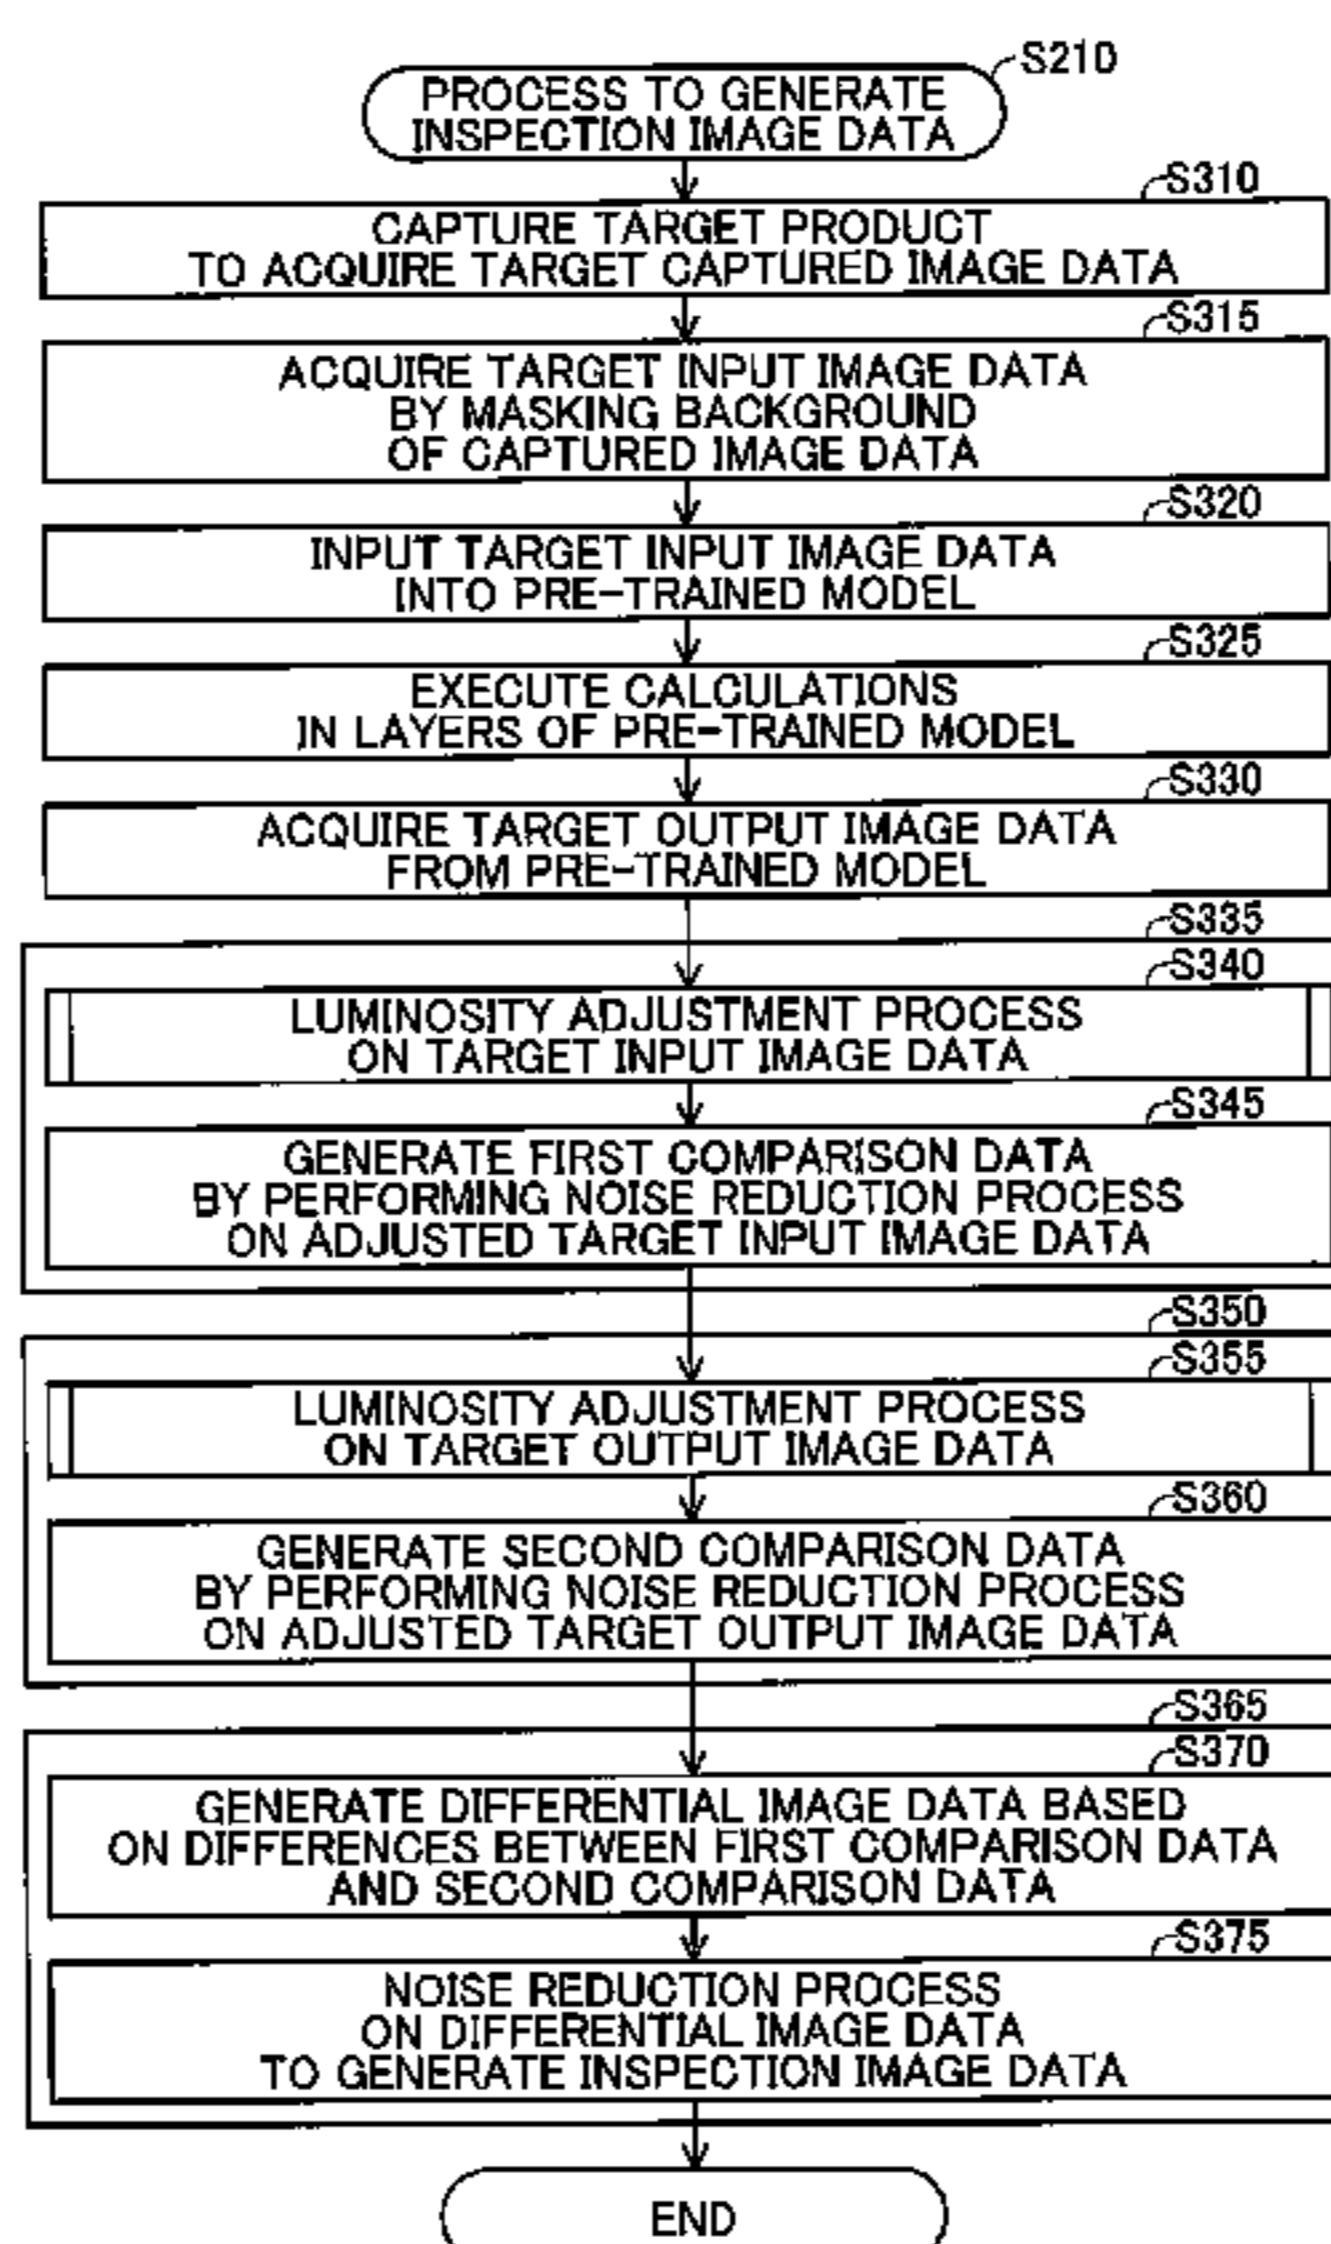 S210
PROCESS TO GENERATE
INSPECTION IMAGE DATA
S310
CAPTURE TARGET PRODUCT
TO ACQUIRE TARGET CAPTURED IMAGE DATA
S315
ACQUIRE TARGET INPUT IMAGE DATA
BY MASKING BACKGROUND
OF CAPTURED IMAGE DATA
S320
INPUT TARGET INPUT IMAGE DATA
INTO PRE-TRAINED MODEL
S325
EXECUTE CALCULATIONS
IN LAYERS OF PRE-TRAINED MODEL
S330
ACQUIRE TARGET OUTPUT IMAGE DATA
FROM PRE-TRAINED MODEL
S335
S340
LUMINOSITY ADJUSTMENT PROCESS
ON TARGET INPUT IMAGE DATA
S345
GENERATE FIRST COMPARISON DATA
BY PERFORMING NOISE REDUCTION PROCESS
ON ADJUSTED TARGET INPUT IMAGE DATA
S350
S355
LUMINOSITY ADJUSTMENT PROCESS
ON TARGET OUTPUT IMAGE DATA
S360
GENERATE SECOND COMPARISON DATA
BY PERFORMING NOISE REDUCTION PROCESS
ON ADJUSTED TARGET OUTPUT IMAGE DATA
S365
S370
GENERATE DIFFERENTIAL IMAGE DATA BASED
ON DIFFERENCES BETWEEN FIRST COMPARISON DATA
AND SECOND COMPARISON DATA
S375
NOISE REDUCTION PROCESS
ON DIFFERENTIAL IMAGE DATA
TO GENERATE INSPECTION IMAGE DATA
END